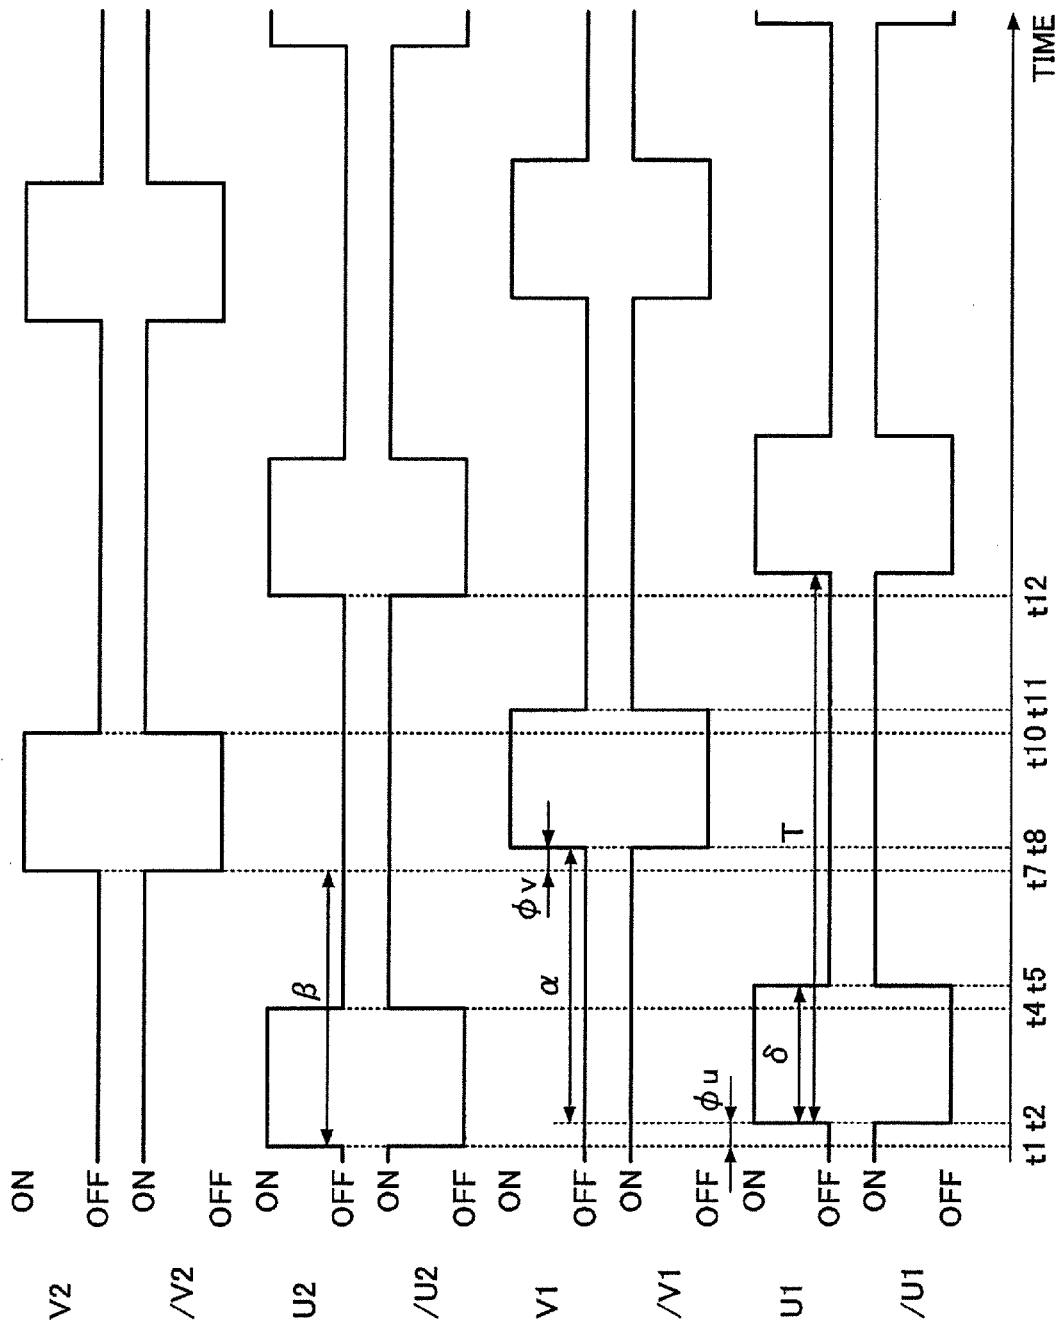 V2
ON
OFF
/V2
ON
OFF
U2
ON
OFF
β
/U2
ON
OFF
V1
ON
OFF
ϕv
α
/V1
ON
OFF
U1
ON
OFF
ϕu
δ
T
/U1
ON
OFF
t1 t2 t4 t5 t7 t8 t10 t11 t12
TIME